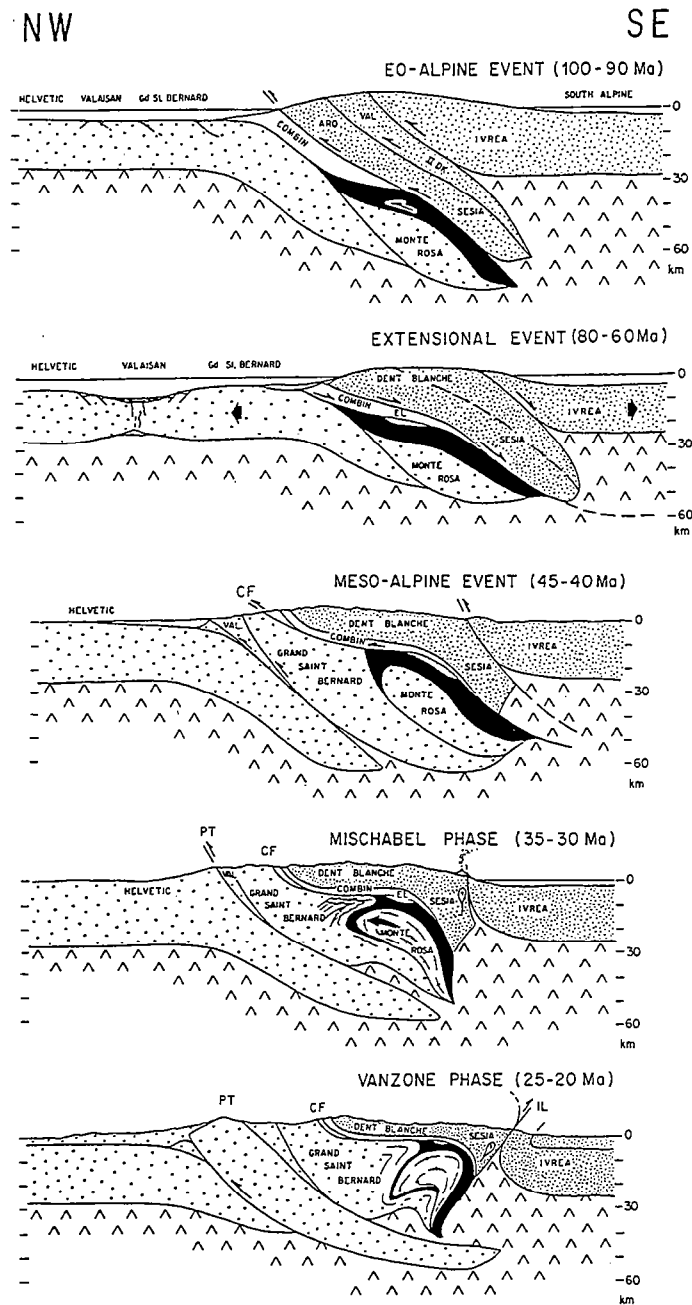 NW SE
EO-ALPINE EVENT (100-90 Ma)
HELVETIC VALAISAN Gd St. BERNARD SOUTH ALPINE
0
COMBIN ARO VAL II DK IVREA
30
SESIA
MONTE
ROSA
60
km
EXTENSIONAL EVENT (80-60 Ma)
HELVETIC VALAISAN Gd St. BERNARD
0
DENT BLANCHE
COMBIN EL IVREA
SESIA
30
MONTE
ROSA
60
km
MESO-ALPINE EVENT (45-40 Ma)
CF
HELVETIC
0
VAL. DENT BLANCHE
COMBIN
GRAND SESIA IVREA
SAINT
BERNARD MONTE
ROSA
30
60
km
MISCHABEL PHASE (35-30 Ma)
PT CF
0
DENT BLANCHE
HELVETIC VAL. COMBIN EL SESIA IVREA
GRAND
SAINT
BERNARD MONTE
ROSA
30
60
km
VANZONE PHASE (25-20 Ma)
PT CF IL
0
DENT BLANCHE SESIA
GRAND IVREA
SAINT
BERNARD
30
60
km